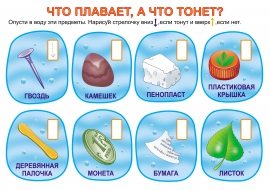 ЧТО ПЛАВАЕТ, А ЧТО ТОНЕТ?
Опусти в воду эти предметы. Нарисуй стрелочку вниз, если тонут и вверх, если нет.
ГВОЗДЬ
КАМЕШЕК
ПЕНОПЛАСТ
ПЛАСТИКОВАЯ
КРЫШКА
ДЕРЕВЯННАЯ
ПАЛОЧКА
МОНЕТА
БУМАГА
ЛИСТОК